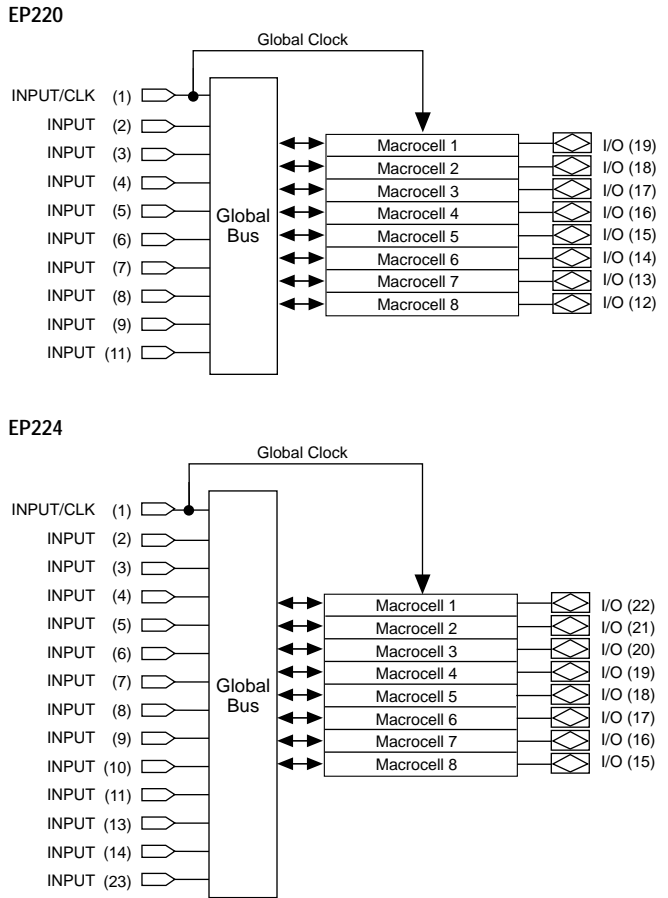 EP220
Global Clock
INPUT/CLK (1)
INPUT (2)
INPUT (3)
INPUT (4)
INPUT (5)
INPUT (6)
INPUT (7)
INPUT (8)
INPUT (9)
INPUT (11)
Global
Bus
Macrocell 1
Macrocell 2
Macrocell 3
Macrocell 4
Macrocell 5
Macrocell 6
Macrocell 7
Macrocell 8
I/O (19)
I/O (18)
I/O (17)
I/O (16)
I/O (15)
I/O (14)
I/O (13)
I/O (12)
EP224
Global Clock
INPUT/CLK (1)
INPUT (2)
INPUT (3)
INPUT (4)
INPUT (5)
INPUT (6)
INPUT (7)
INPUT (8)
INPUT (9)
INPUT (10)
INPUT (11)
INPUT (13)
INPUT (14)
INPUT (23)
Global
Bus
Macrocell 1
Macrocell 2
Macrocell 3
Macrocell 4
Macrocell 5
Macrocell 6
Macrocell 7
Macrocell 8
I/O (22)
I/O (21)
I/O (20)
I/O (19)
I/O (18)
I/O (17)
I/O (16)
I/O (15)